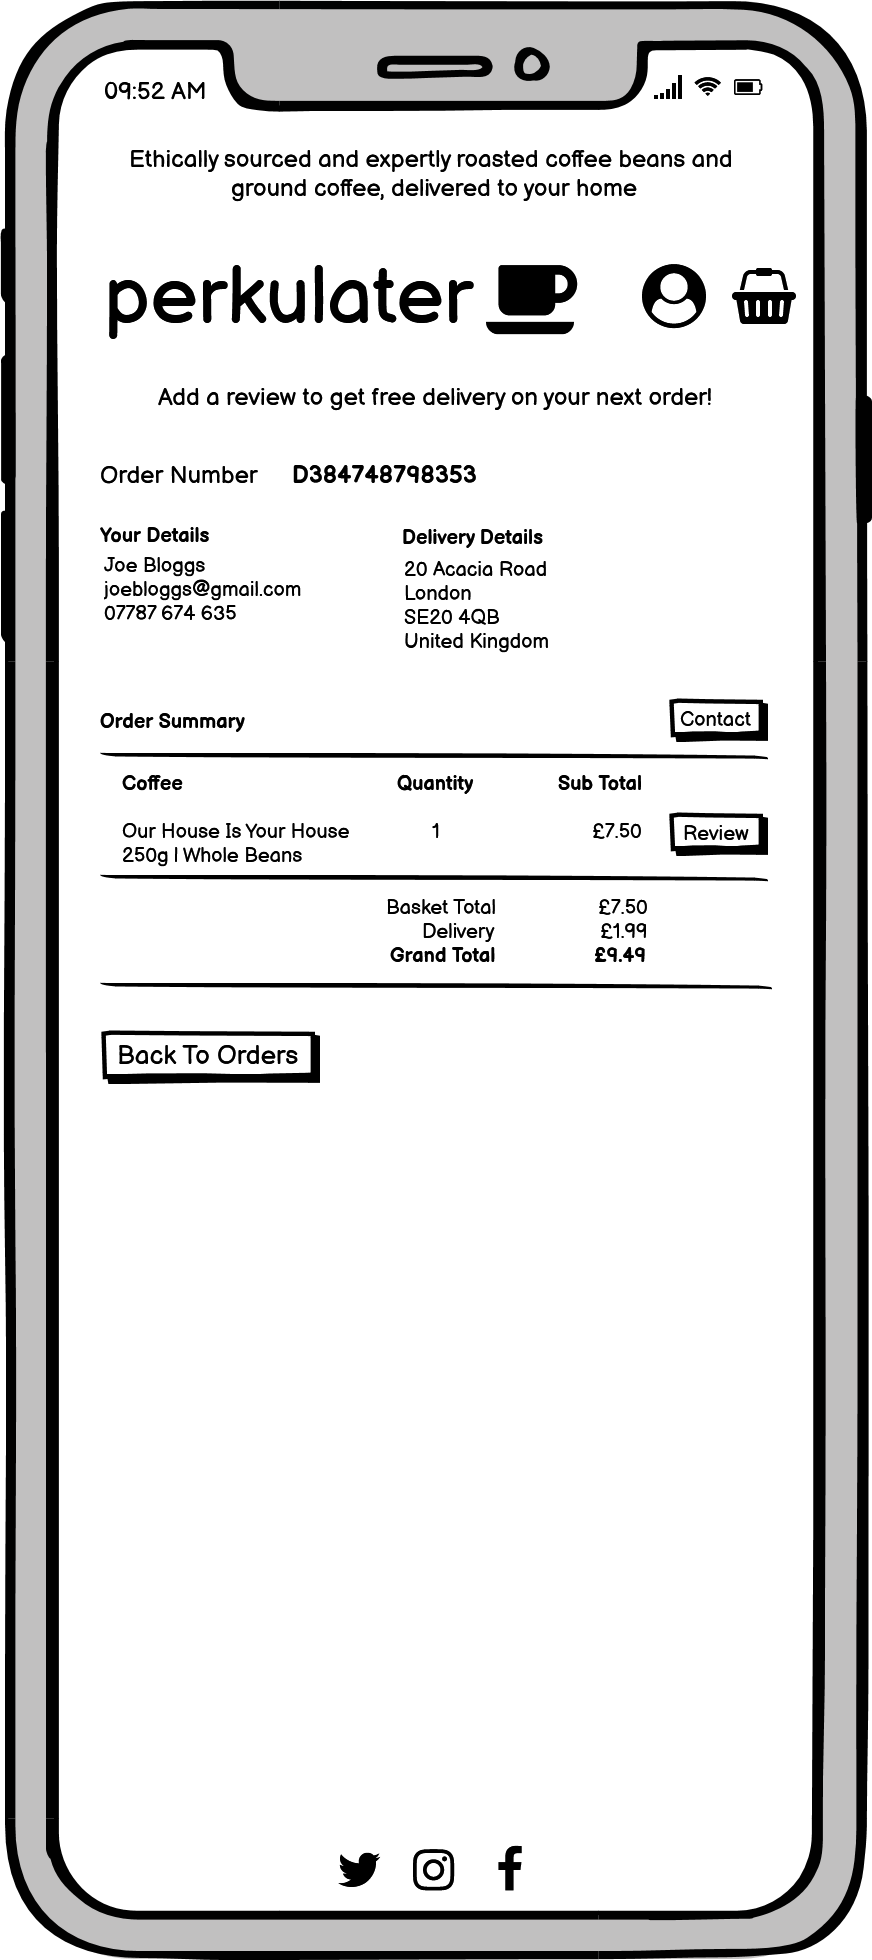 09:52 AM
Ethically sourced and expertly roasted coffee beans and
ground coffee, delivered to your home
perkulater
Add a review to get free delivery on your next order!
Order Number D384748798353
Your Details
Joe Bloggs
joebloggs@gmail.com
07787 674 635
Delivery Details
20 Acacia Road
London
SE20 4QB
United Kingdom
Order Summary
Contact
Coffee Quantity Sub Total
Our House Is Your House 1 £7.50 Review
250g | Whole Beans
Basket Total £7.50
Delivery £1.99
Grand Total £9.49
Back To Orders